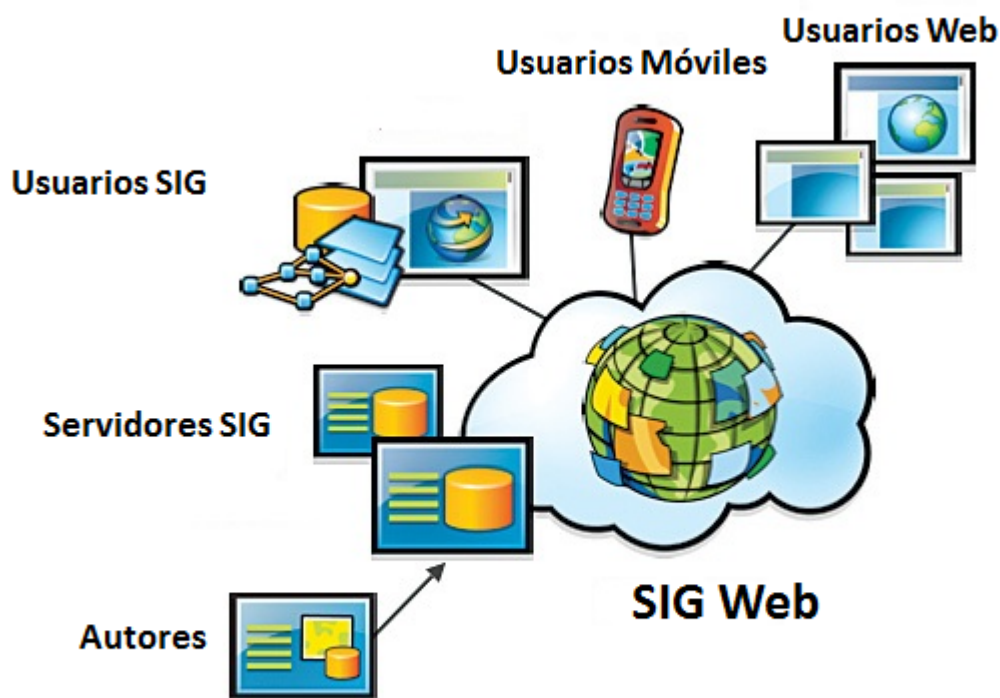 Usuarios Web
Usuarios Móviles
Usuarios SIG
Servidores SIG
SIG Web
Autores